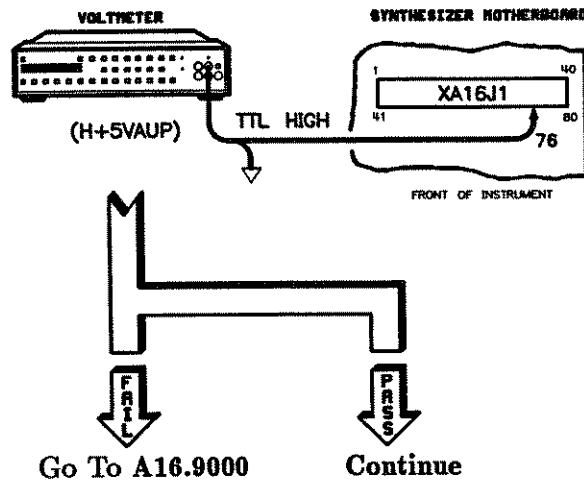 VOLTMETER
SYNTHESIZER MOTHERBOARD
1 40
XA16J1
41 80
76
(H+5VAUP)
TTL HIGH
FRONT OF INSTRUMENT
FAIL
PASS
Go To A16.9000
Continue